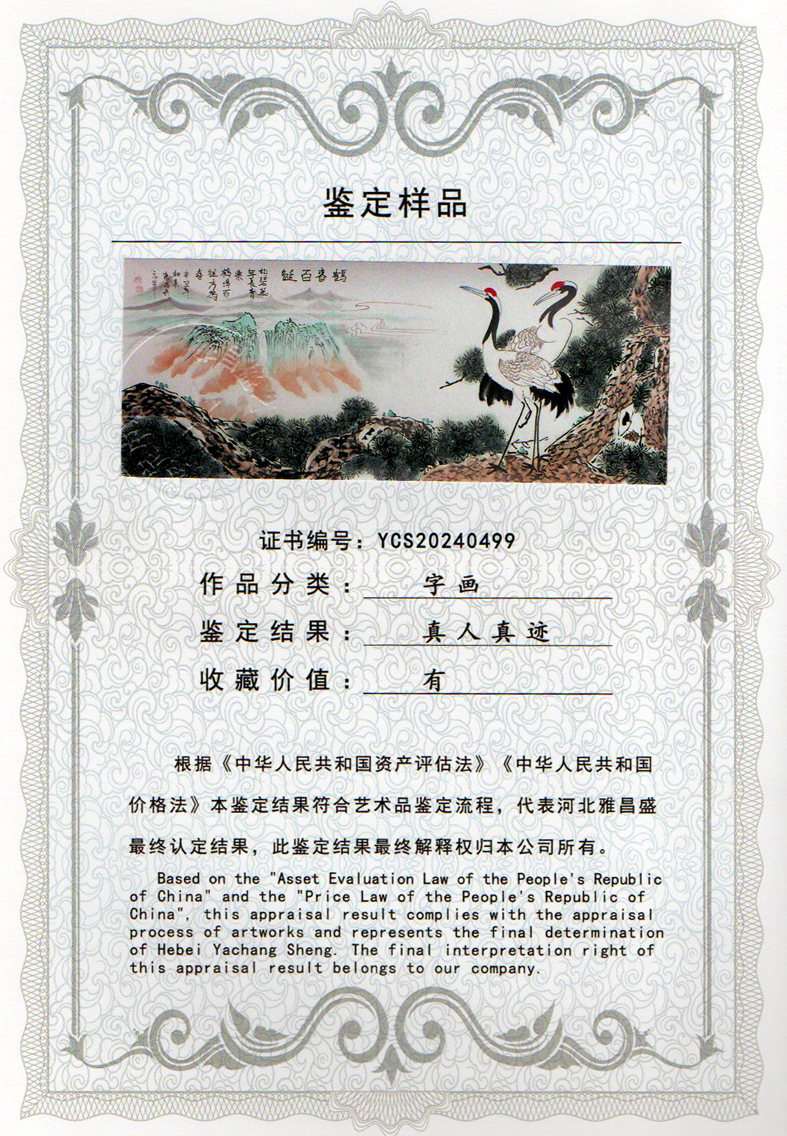 鉴定样品
鹤寿百龄
证书编号：YCS20240499
作品分类：字画
鉴定结果：真人真迹
收藏价值：有
根据《中华人民共和国资产评估法》《中华人民共和国
价格法》本鉴定结果符合艺术品鉴定流程，代表河北雅昌盛
最终认定结果，此鉴定结果最终解释权归本公司所有。
Based on the "Asset Evaluation Law of the People's Republic
of China" and the "Price Law of the People's Republic of
China", this appraisal result complies with the appraisal
process of artworks and represents the final determination
of Hebei Yachang Sheng. The final interpretation right of
this appraisal result belongs to our company.